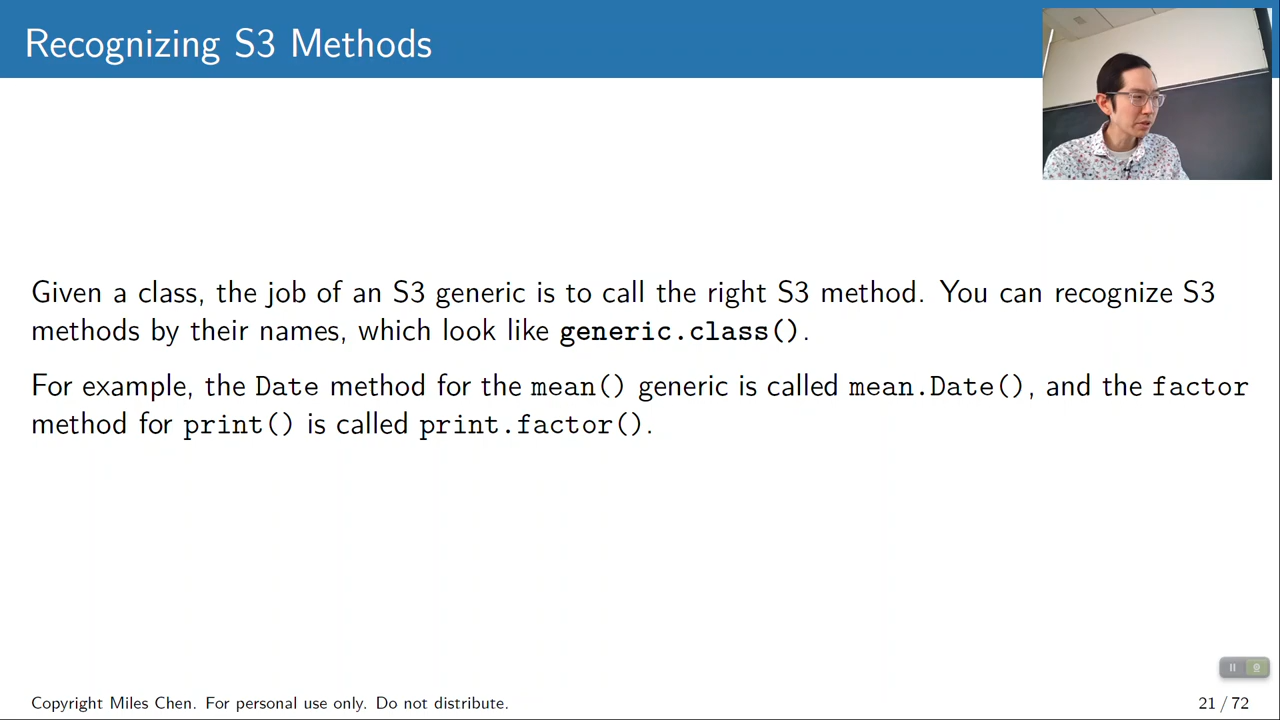 Recognizing S3 Methods
Given a class, the job of an S3 generic is to call the right S3 method. You can recognize S3
methods by their names, which look like generic.class().
For example, the Date method for the mean() generic is called mean.Date(), and the factor
method for print() is called print.factor().
Copyright Miles Chen. For personal use only. Do not distribute.
21 / 72